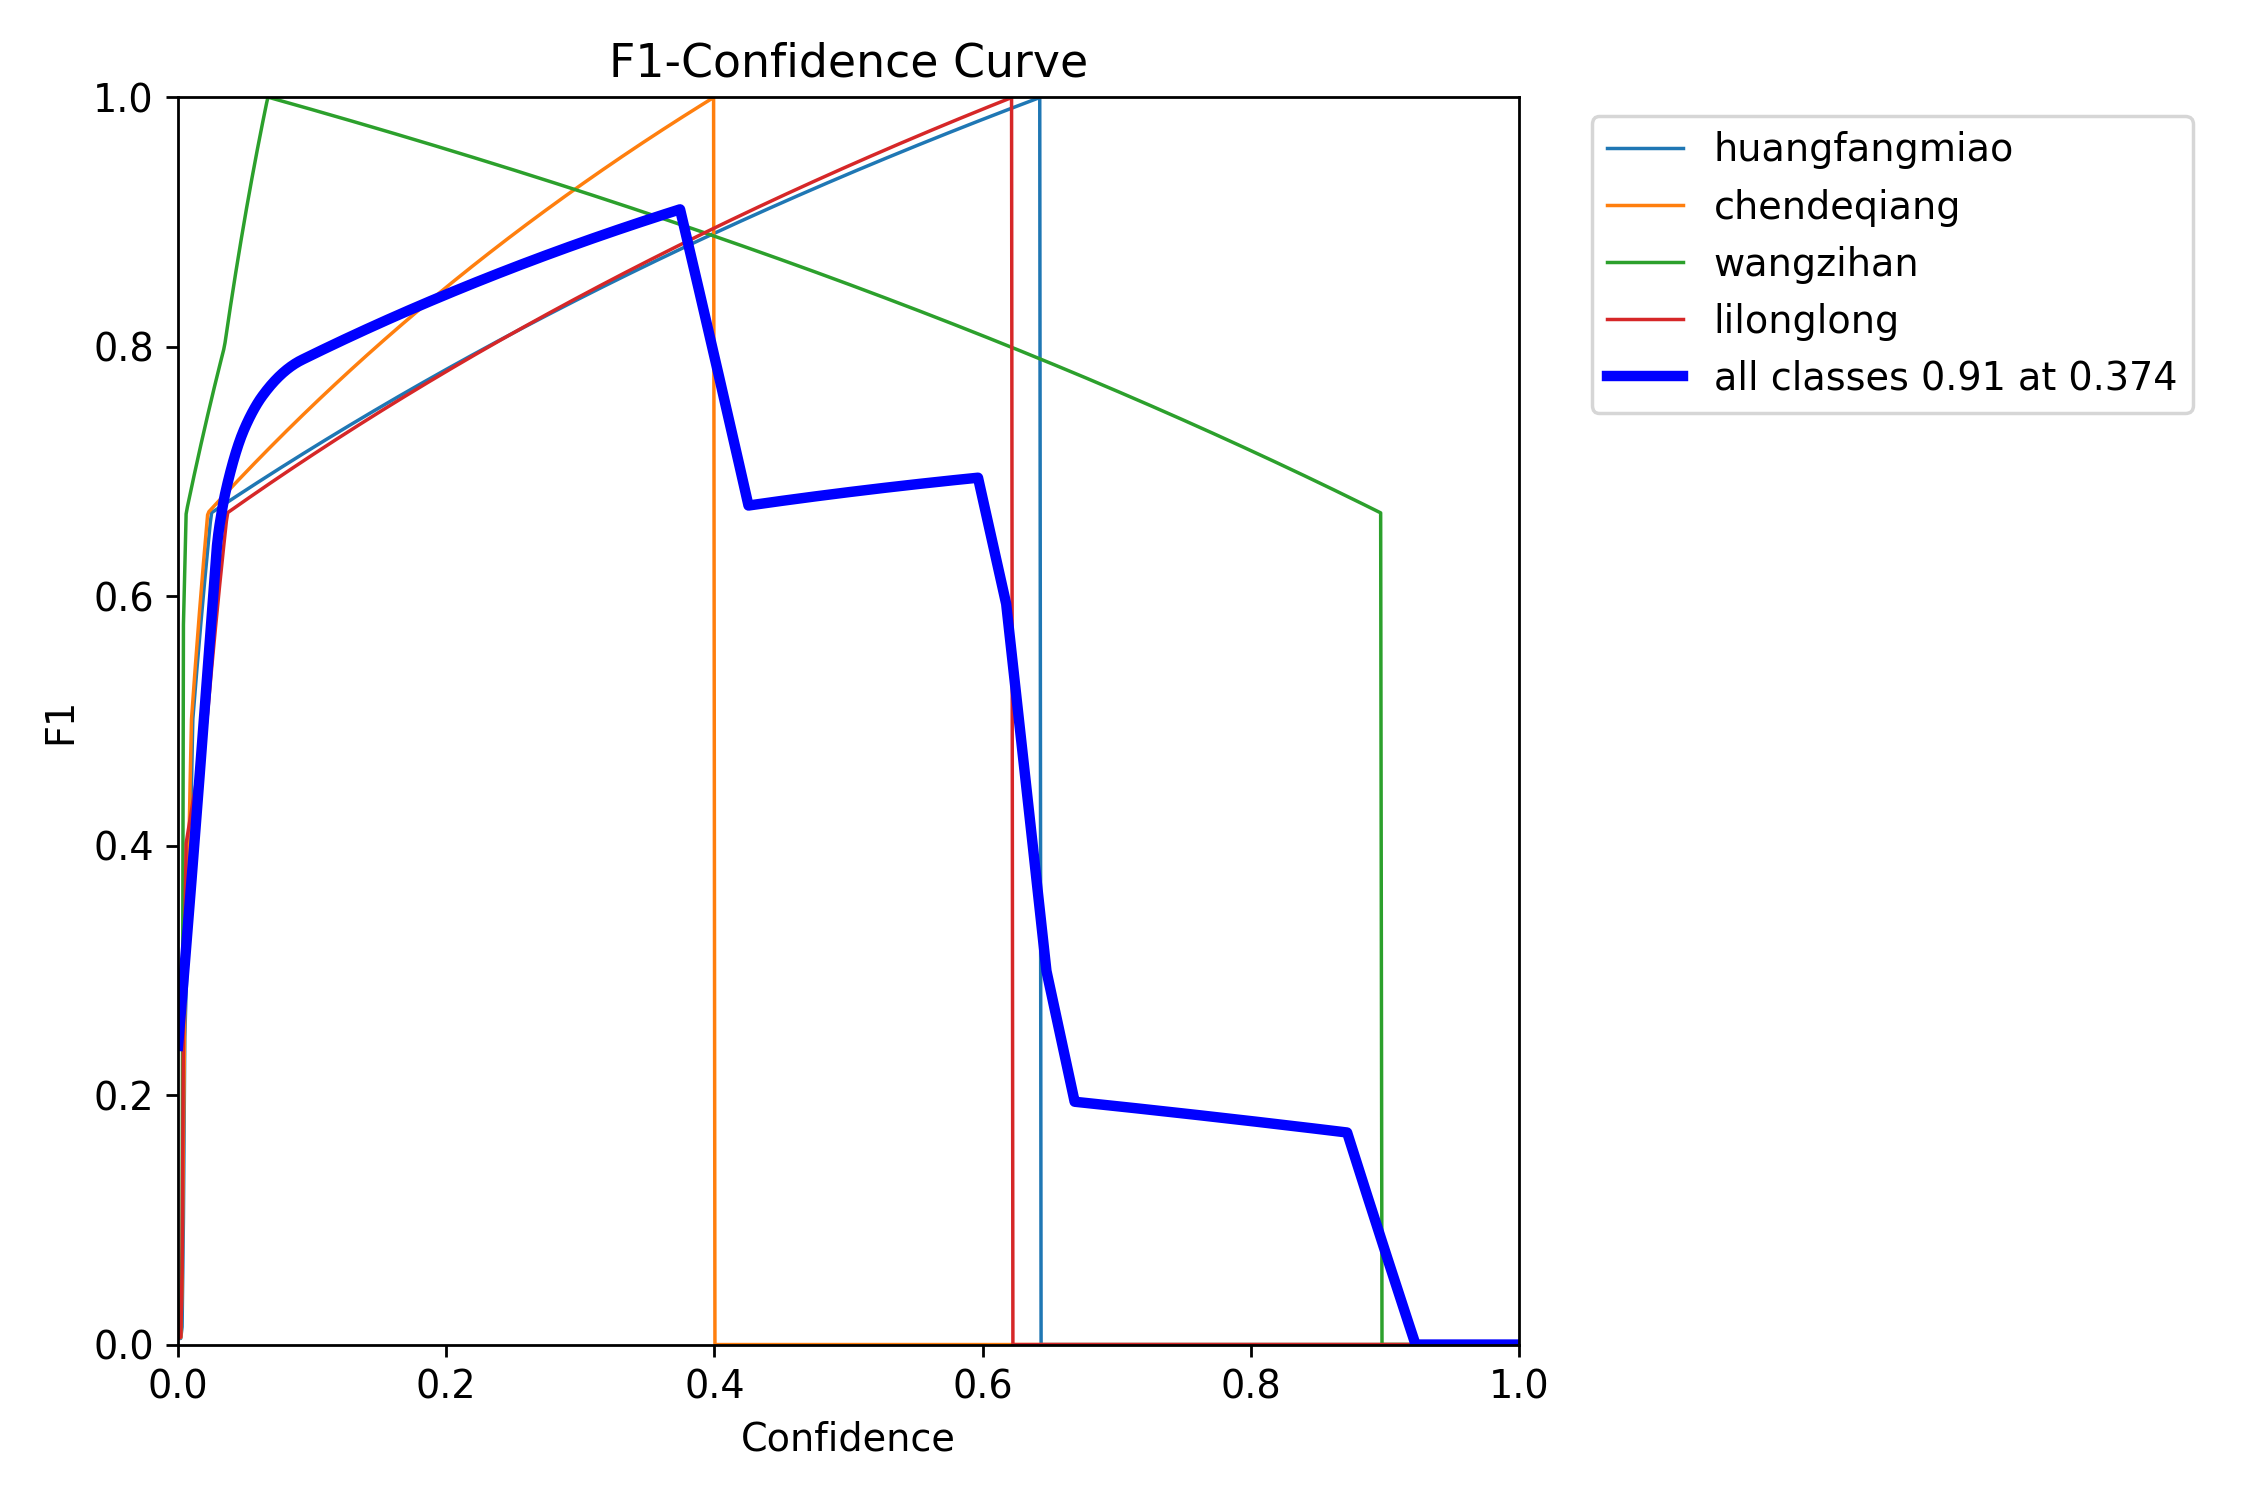 F1-Confidence Curve
1.0
0.8
0.6
0.4
0.2
0.0
F1
0.0 0.2 0.4 0.6 0.8 1.0
Confidence
huangfangmiao
chendeqiang
wangzihan
lilonglong
all classes 0.91 at 0.374